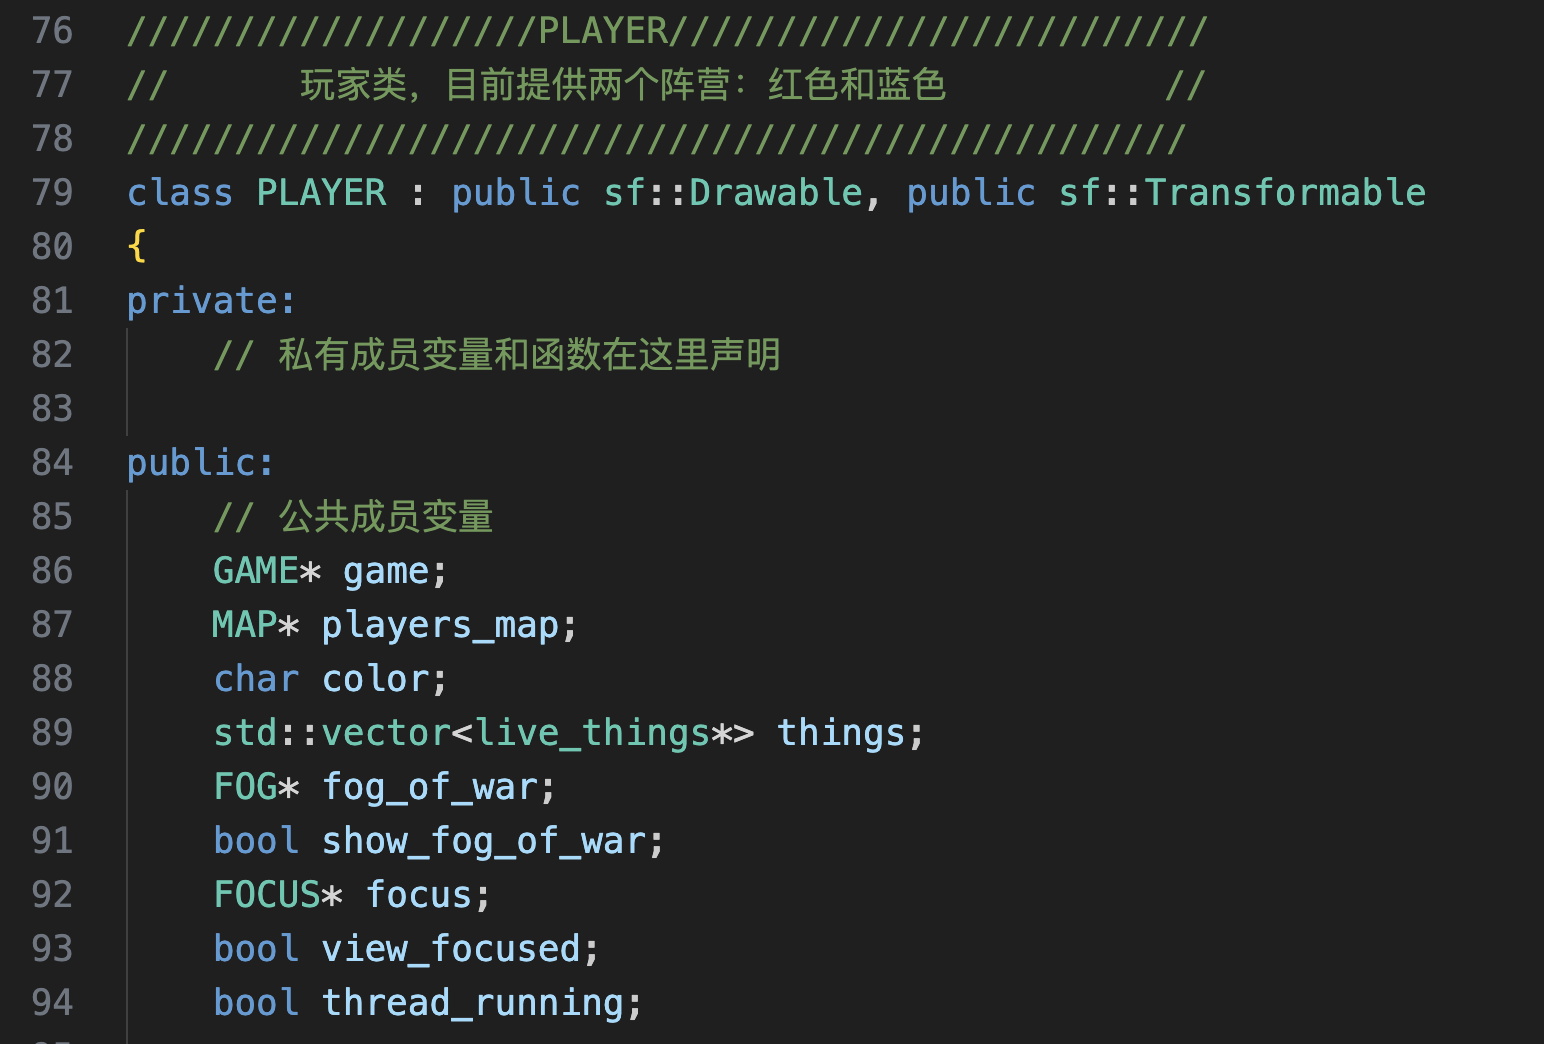 76 ///////////////////PLAYER/////////////////////////
77 //      玩家类，目前提供两个阵营：红色和蓝色          //
78 /////////////////////////////////////////////////
79 class PLAYER : public sf::Drawable, public sf::Transformable
80 {
81 private:
82     // 私有成员变量和函数在这里声明
83
84 public:
85     // 公共成员变量
86     GAME* game;
87     MAP* players_map;
88     char color;
89     std::vector<live_things*> things;
90     FOG* fog_of_war;
91     bool show_fog_of_war;
92     FOCUS* focus;
93     bool view_focused;
94     bool thread_running;